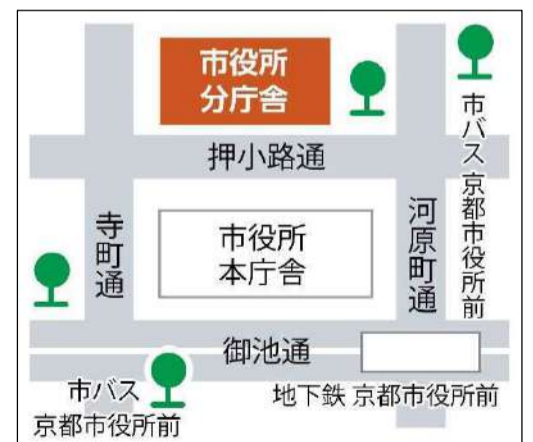 市役所
分庁舎
市バス 京都市役所前
押小路通
寺町通
市役所
本庁舎
河原町通
御池通
市バス
京都市役所前
地下鉄 京都市役所前